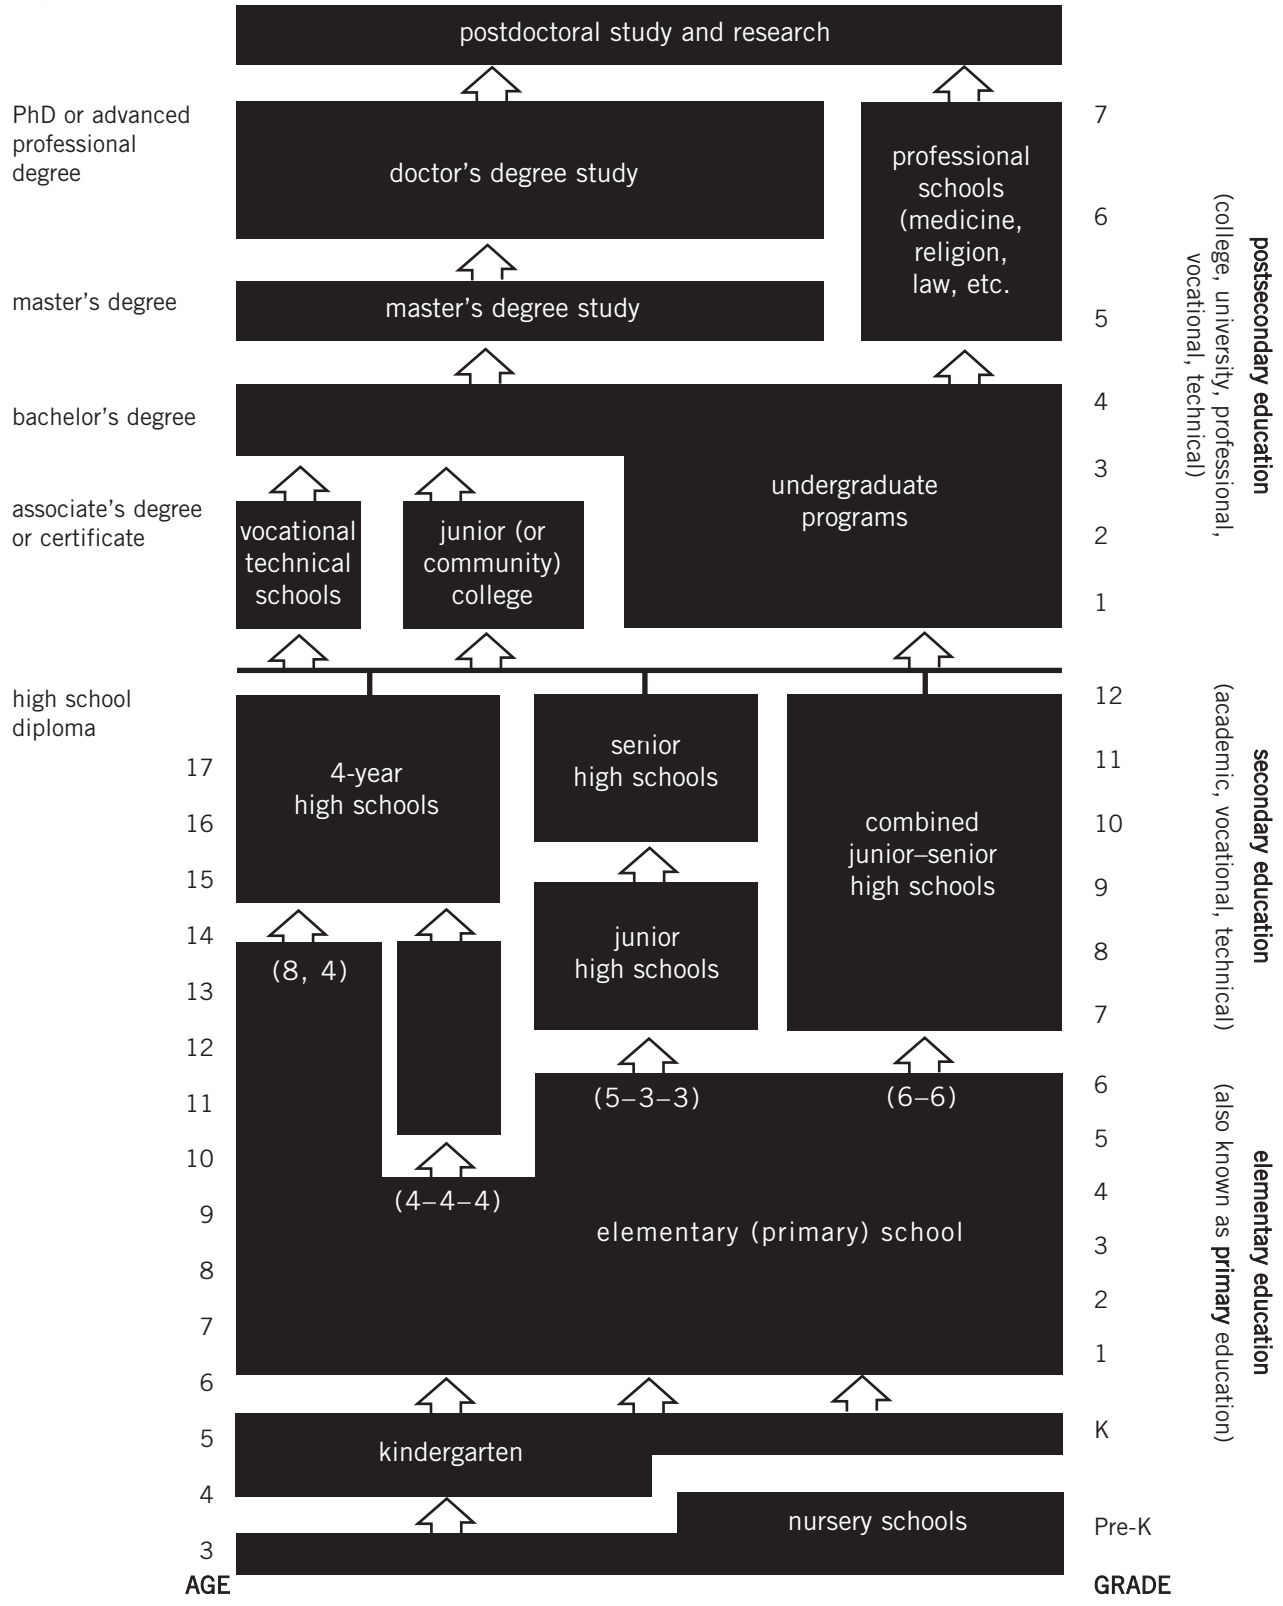 postdoctoral study and research
PhD or advanced
professional
degree
doctor's degree study
professional
schools
(medicine,
religion,
law, etc.
7
6
5
master's degree
master's degree study
bachelor's degree
4
3
2
1
undergraduate
programs
associate's degree
or certificate
vocational
technical
schools
junior (or
community)
college
postsecondary education
(college, university, professional,
vocational, technical)
high school
diploma
4-year
high schools
senior
high schools
junior
high schools
combined
junior–senior
high schools
12
11
10
9
8
7
secondary education
(academic, vocational, technical)
17
16
15
14
13
12
11
10
9
8
7
6
5
4
3
AGE
(8, 4)
(4–4–4)
(5–3–3)
(6–6)
elementary (primary) school
6
5
4
3
2
1
K
Pre-K
GRADE
elementary education
(also known as primary education)
kindergarten
nursery schools